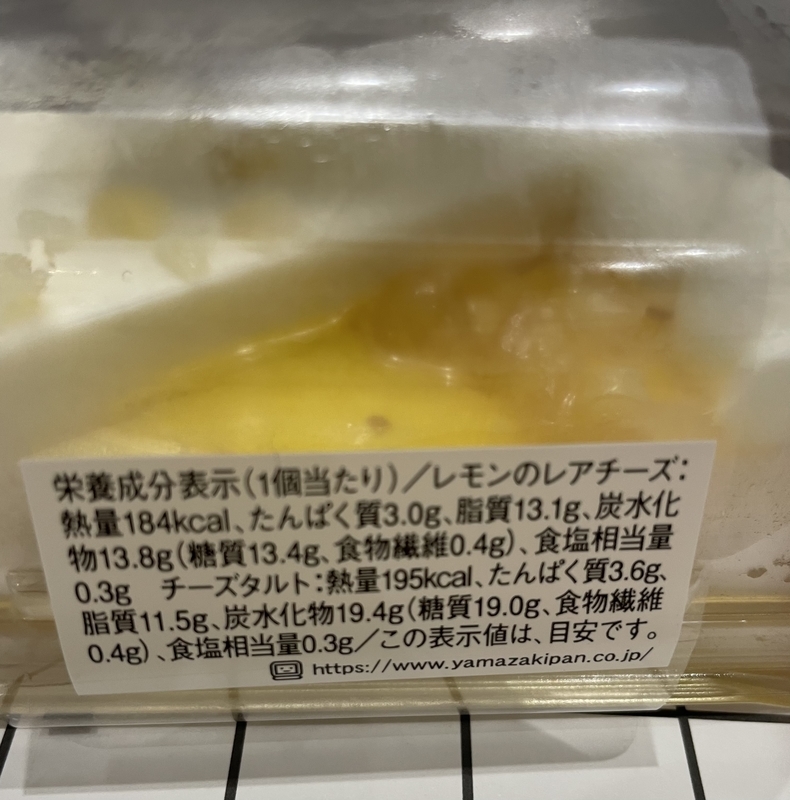 栄養成分表示(1個当たり)/レモンのレアチーズ:
熱量184kcal、たんぱく質3.0g、脂質13.1g、炭水化
物13.8g(糖質13.4g、食物繊維0.4g)、食塩相当量
0.3g　チーズタルト:熱量195kcal、たんぱく質3.6g、
脂質11.5g、炭水化物19.4g(糖質19.0g、食物繊維
0.4g)、食塩相当量0.3g/この表示値は、目安です。
https://www.yamazakipan.co.jp/